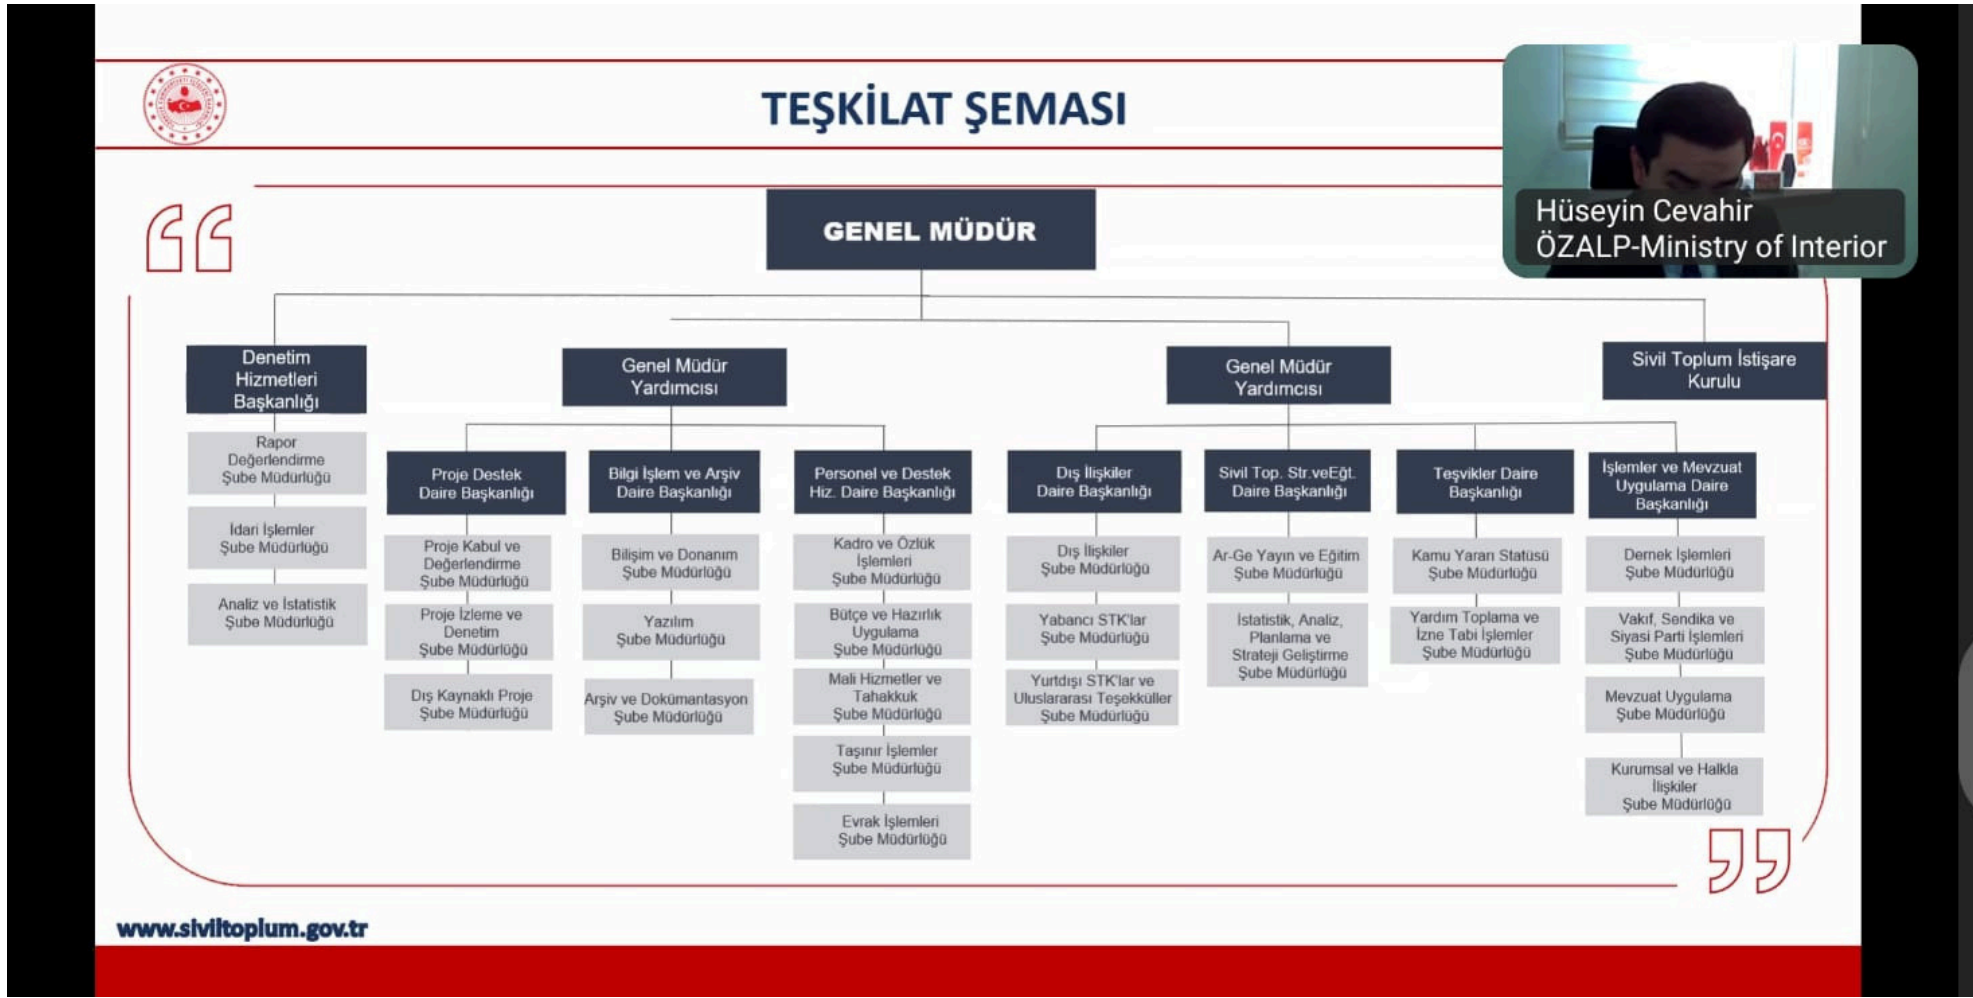 TEŞKİLAT ŞEMASI
Hüseyin Cevahir
ÖZALP-Ministry of Interior
GENEL MÜDÜR
Denetim
Hizmetleri
Başkanlığı
Rapor
Değerlendirme
Şube Müdürlüğü
İdari İşlemler
Şube Müdürlüğü
Analiz ve İstatistik
Şube Müdürlüğü
Genel Müdür
Yardımcısı
Proje Destek
Daire Başkanlığı
Proje Kabul ve
Değerlendirme
Şube Müdürlüğü
Proje İzleme ve
Denetim
Şube Müdürlüğü
Dış Kaynaklı Proje
Şube Müdürlüğü
Bilgi İşlem ve Arşiv
Daire Başkanlığı
Bilişim ve Donanım
Şube Müdürlüğü
Yazılım
Şube Müdürlüğü
Arşiv ve Dokümantasyon
Şube Müdürlüğü
Personel ve Destek
Hiz. Daire Başkanlığı
Kadro ve Özlük
İşlemleri
Şube Müdürlüğü
Bütçe ve Hazırlık
Uygulama
Şube Müdürlüğü
Mali Hizmetler ve
Tahakkuk
Şube Müdürlüğü
Taşınır İşlemler
Şube Müdürlüğü
Evrak İşlemleri
Şube Müdürlüğü
Genel Müdür
Yardımcısı
Dış İlişkiler
Daire Başkanlığı
Dış İlişkiler
Şube Müdürlüğü
Yabancı STK'lar
Şube Müdürlüğü
Yurtdışı STK'lar ve
Uluslararası Teşekküller
Şube Müdürlüğü
Sivil Top. Str.veEğt.
Daire Başkanlığı
Ar-Ge Yayın ve Eğitim
Şube Müdürlüğü
İstatistik, Analiz,
Planlama ve
Strateji Geliştirme
Şube Müdürlüğü
Teşvikler Daire
Başkanlığı
Kamu Yararı Statüsü
Şube Müdürlüğü
Yardım Toplama ve
İzne Tabi İşlemler
Şube Müdürlüğü
İşlemler ve Mevzuat
Uygulama Daire
Başkanlığı
Dernek İşlemleri
Şube Müdürlüğü
Vakıf, Sendika ve
Siyasi Parti İşlemleri
Şube Müdürlüğü
Mevzuat Uygulama
Şube Müdürlüğü
Kurumsal ve Halkla
İlişkiler
Şube Müdürlüğü
Sivil Toplum İstişare
Kurulu
www.siviltoplum.gov.tr